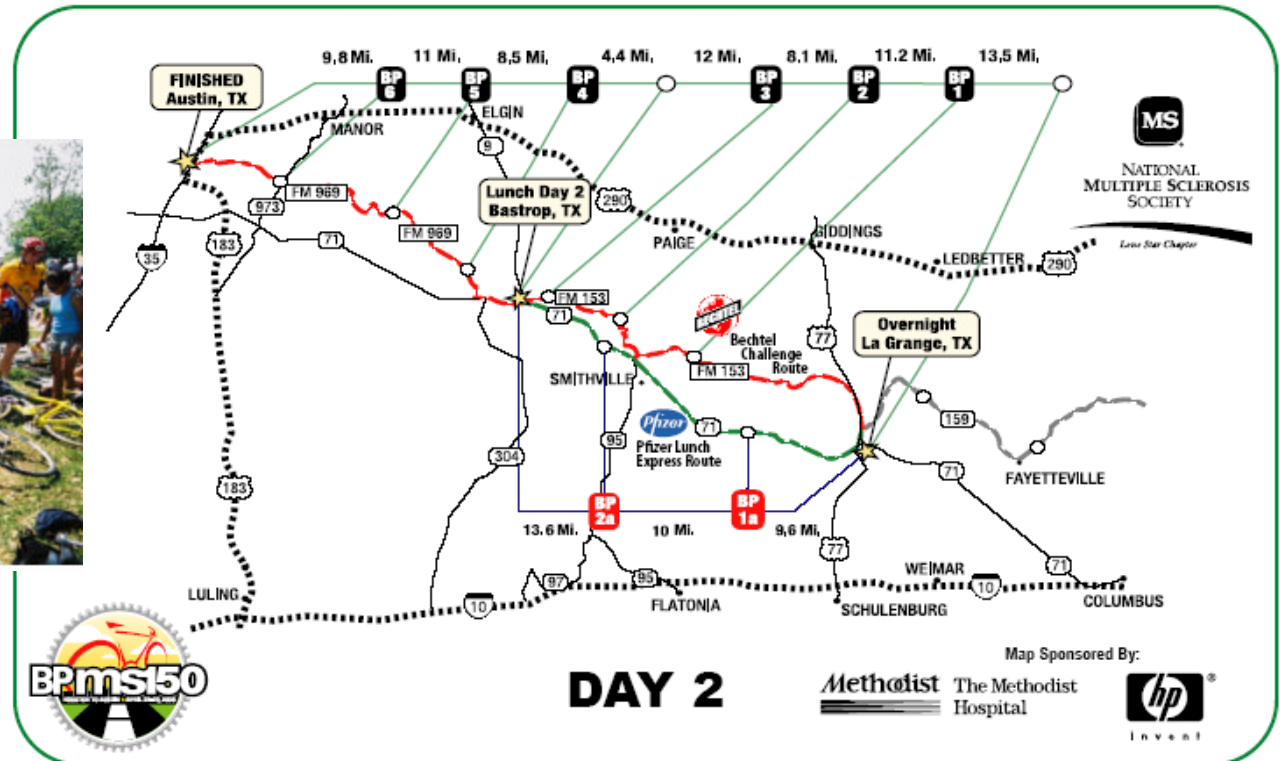 9,8 Mi. 11 Mi, 8,5 Mi, 4,4 Mi, 12 Mi, 8.1 Mi. 11.2 Mi. 13,5 Mi,
BP 6
BP 5
BP 4
BP 3
BP 2
BP 1
FINISHED
Austin, TX
MANOR
ELGIN
9
MS
NATIONAL
MULTIPLE SCLEROSIS
SOCIETY
Lone Star Chapter
Lunch Day 2
Bastrop, TX
290
FM 969
973
FM 969
PAIGE
GIDDINGS
LEDBETTER
290
35
183
71
FM 153
71
BECHTEL
Bechtel
Challenge
Route
77
Overnight
La Grange, TX
FM 153
SMITHVILLE
Pfizer
Pfizer Lunch
Express Route
71
159
FAYETTEVILLE
95
304
71
183
BP 2a
BP 1a
13.6 Mi. 10 Mi. 9,6 Mi,
77
97
95
71
WEIMAR
10
LULING
10
FLATONIA
SCHULENBURG
COLUMBUS
BPMS150
DAY 2
Map Sponsored By:
Methodist
The Methodist
Hospital
hp
®
invent